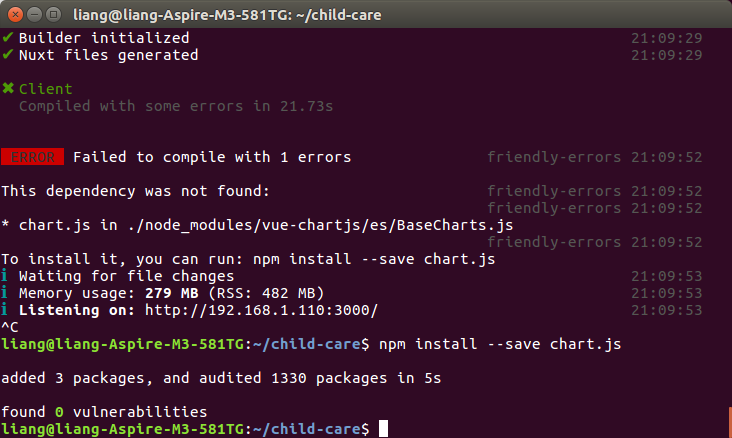 liang@liang-Aspire-M3-581TG: ~/child-care
✔ Builder initialized 21:09:29
✔ Nuxt files generated 21:09:29
✖ Client
Compiled with some errors in 21.73s
ERROR Failed to compile with 1 errors friendly-errors 21:09:52
This dependency was not found: friendly-errors 21:09:52
friendly-errors 21:09:52
* chart.js in ./node_modules/vue-chartjs/es/BaseCharts.js
friendly-errors 21:09:52
To install it, you can run: npm install --save chart.js
ℹ Waiting for file changes 21:09:53
ℹ Memory usage: 279 MB (RSS: 482 MB) 21:09:53
ℹ Listening on: http://192.168.1.110:3000/ 21:09:53
^C
liang@liang-Aspire-M3-581TG:~/child-care$ npm install --save chart.js
added 3 packages, and audited 1330 packages in 5s
found 0 vulnerabilities
liang@liang-Aspire-M3-581TG:~/child-care$